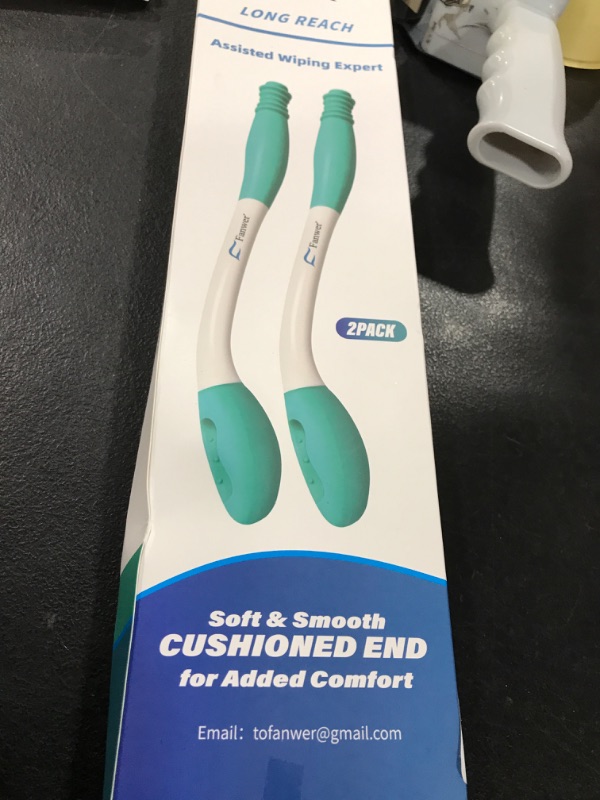 LONG REACH
Assisted Wiping Expert
Fanwer
Fanwer
2PACK
Soft & Smooth
CUSHIONED END
for Added Comfort
Email: tofanwer@gmail.com